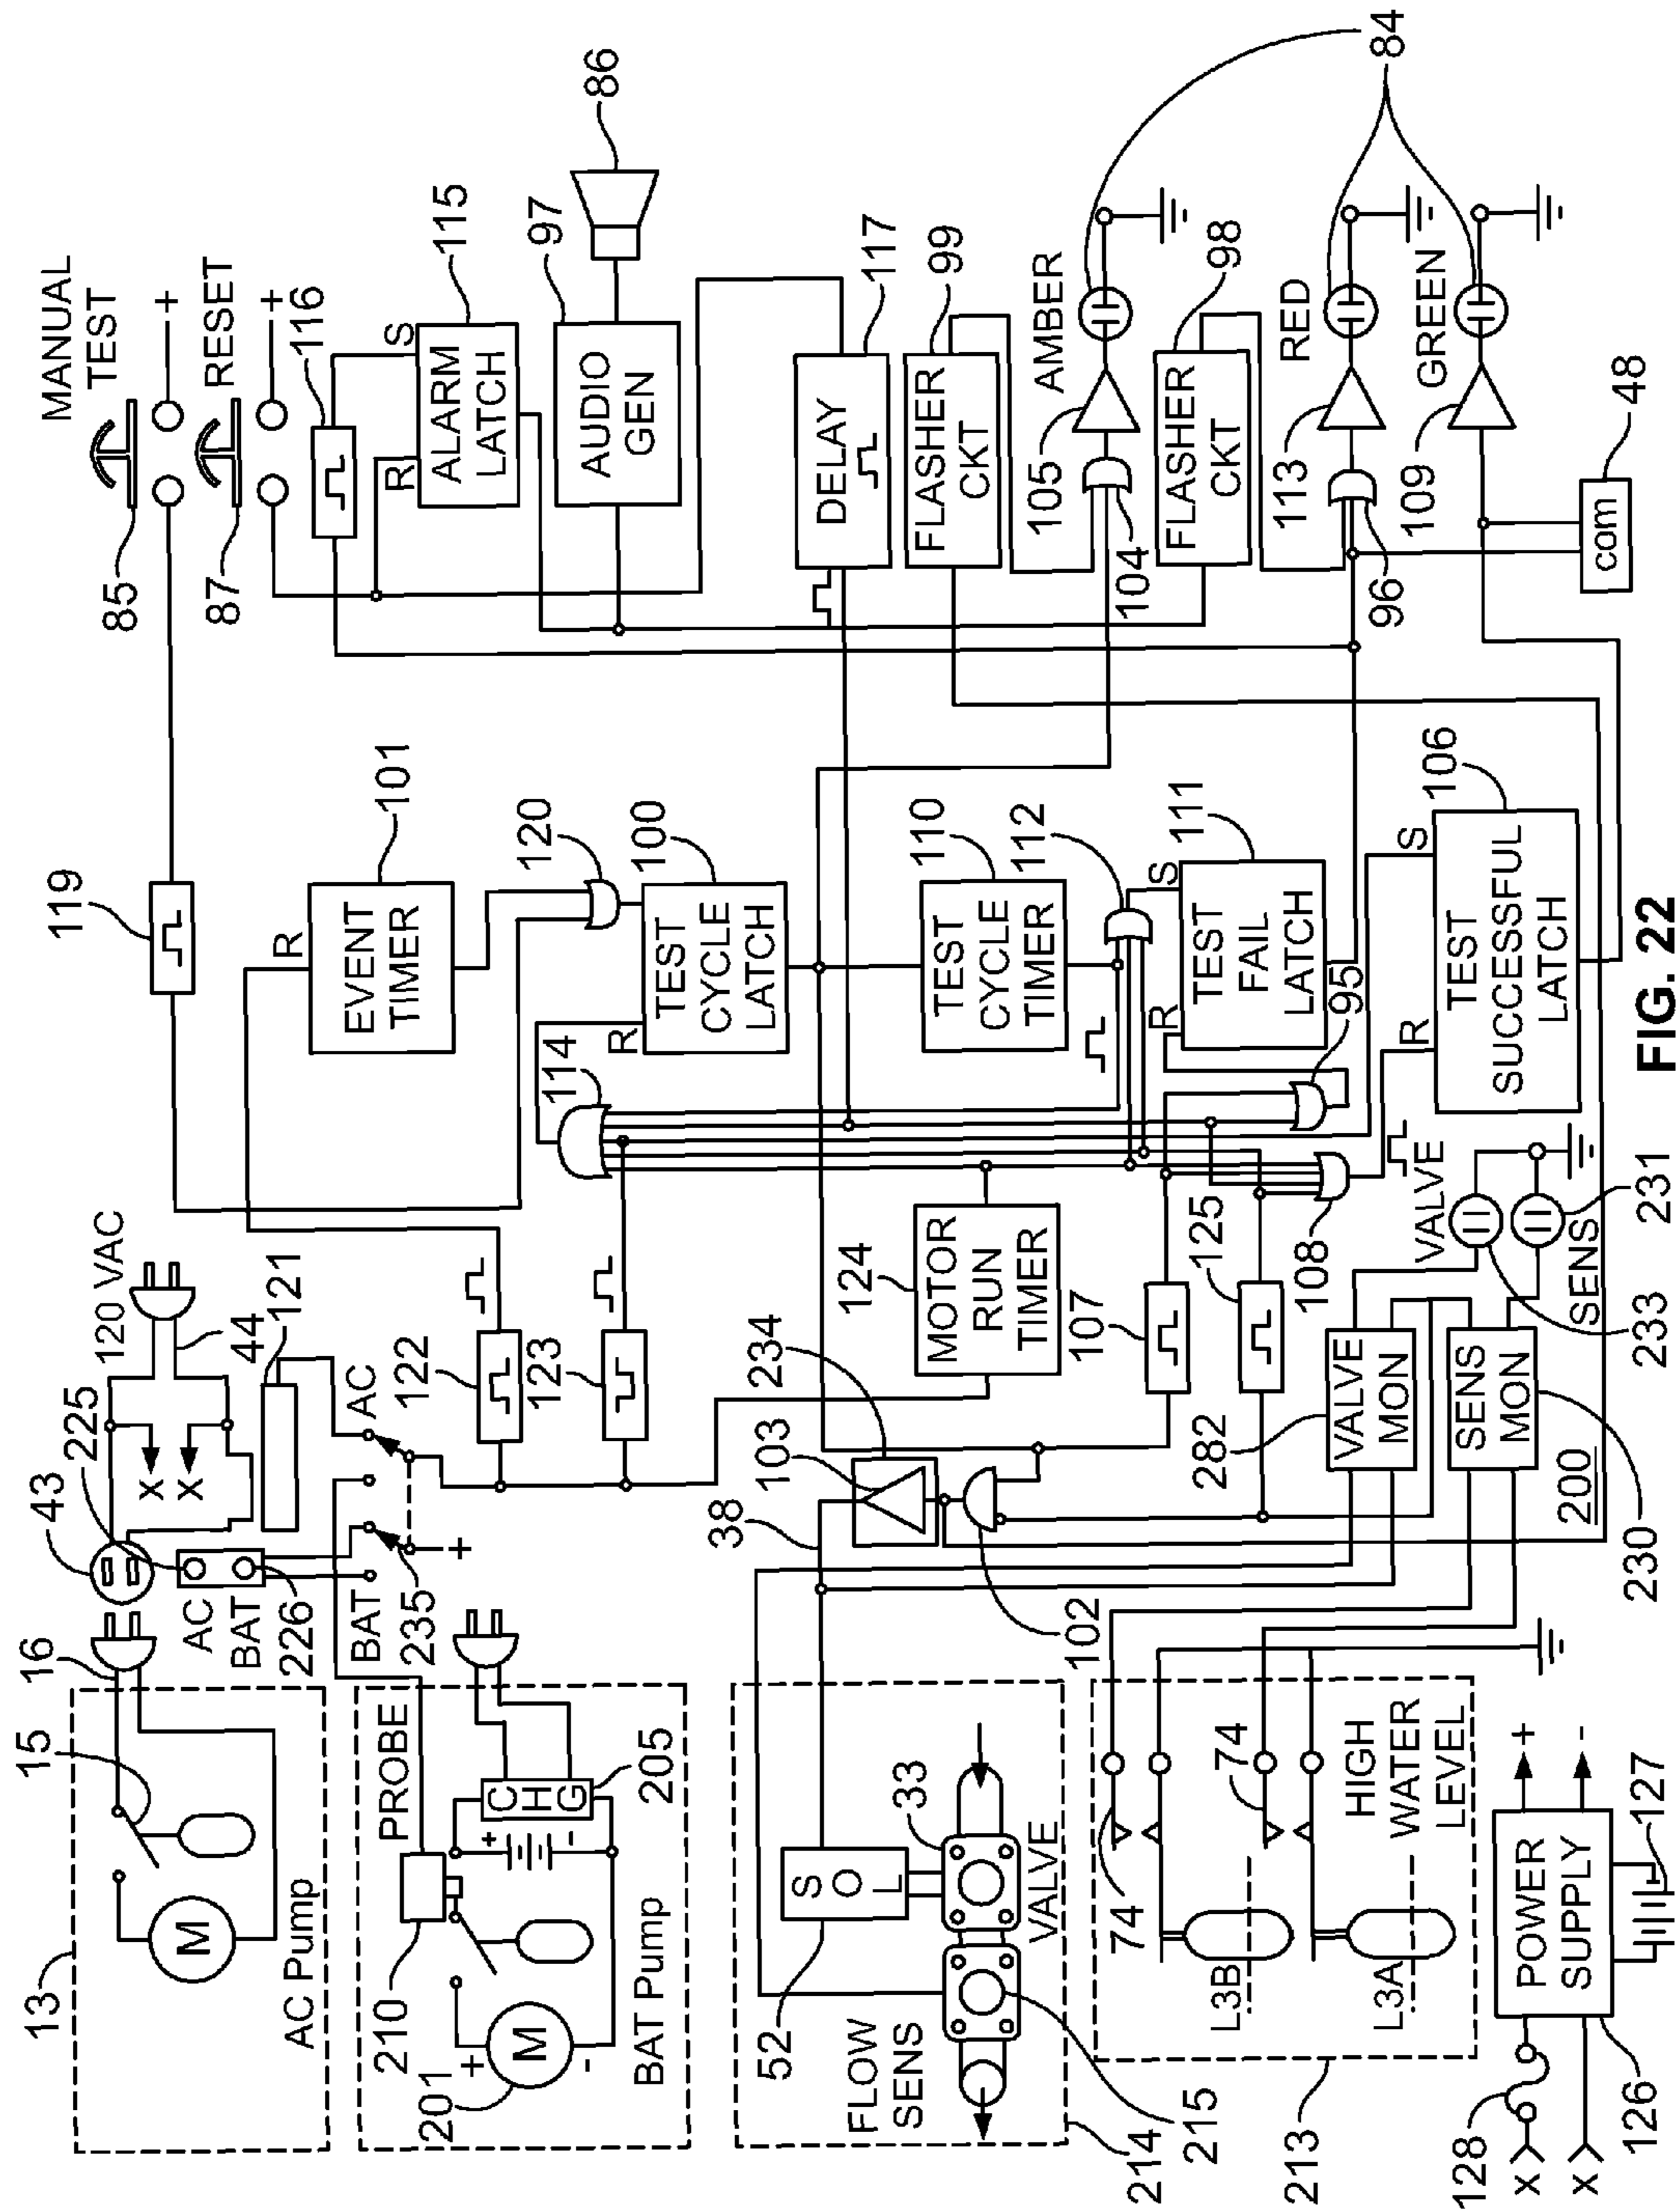 MANUAL
TEST
85
+
RESET
87
+
116
S
115
R
ALARM
LATCH
97
86
AUDIO
GEN
117
DELAY
99
FLASHER
CKT
AMBER
105
104
98
FLASHER
CKT
84
RED
113
96
GREEN
109
48
com
119
101
R
EVENT
TIMER
120
100
114
R
TEST
CYCLE
LATCH
110
TEST
CYCLE
TIMER
112
111
S
R
TEST
FAIL
LATCH
95
106
S
R
TEST
SUCCESSFUL
LATCH
120 VAC
44
121
225
43
X
X
AC
BAT
226
BAT
AC
235
+
122
123
124
MOTOR
RUN
TIMER
234
103
38
102
107
125
108
282
VALVE
MON
SENS
MON
230
200
VALVE
SENS
233
231
13
15
16
M
AC Pump
PROBE
210
CHG
205
+
-
+
-
201
M
BAT Pump
52
SOL
33
VALVE
FLOW
SENS
214
215
74
74
L3B
L3A
HIGH
WATER
LEVEL
213
128
X
X
POWER
SUPPLY
+
-
126
127
FIG. 22